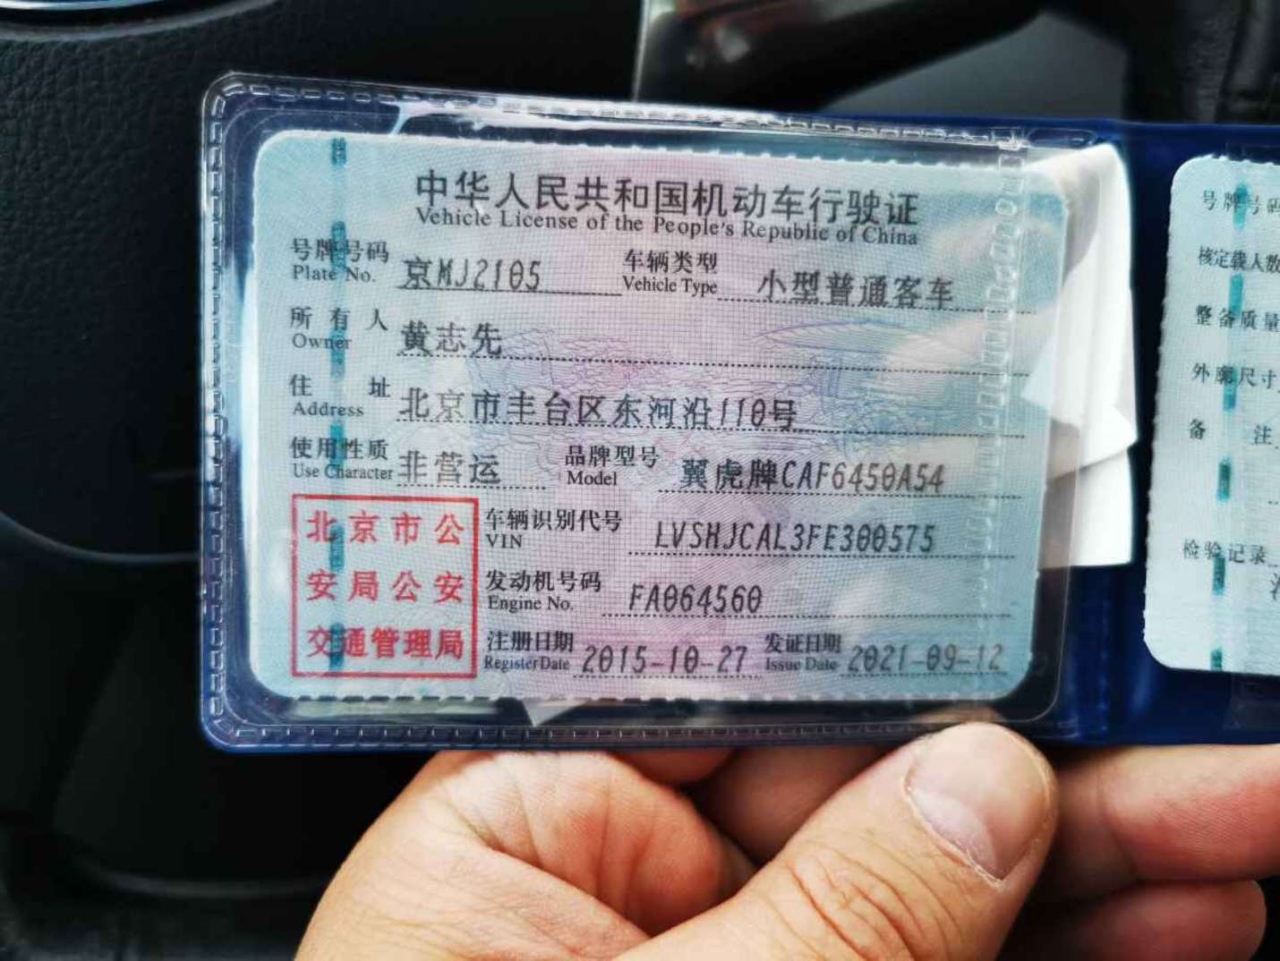 中华人民共和国机动车行驶证
Vehicle License of the People's Republic of China
号牌号码 京MJ2105 车辆类型 小型普通客车
Plate No. Vehicle Type
所有人 黄志先
Owner
住址 北京市丰台区东河沿110号
Address
使用性质 非营运 品牌型号 翼虎牌CAF6450A54
Use Character Model
北京市公
安局公安
交通管理局
车辆识别代号 LVSHJCAL3FE300575
VIN
发动机号码 FA064560
Engine No.
注册日期 2015-10-27 发证日期 2021-09-12
Register Date Issue Date
号牌号码
核定载人数
整备质量
外廓尺寸
备注
检验记录